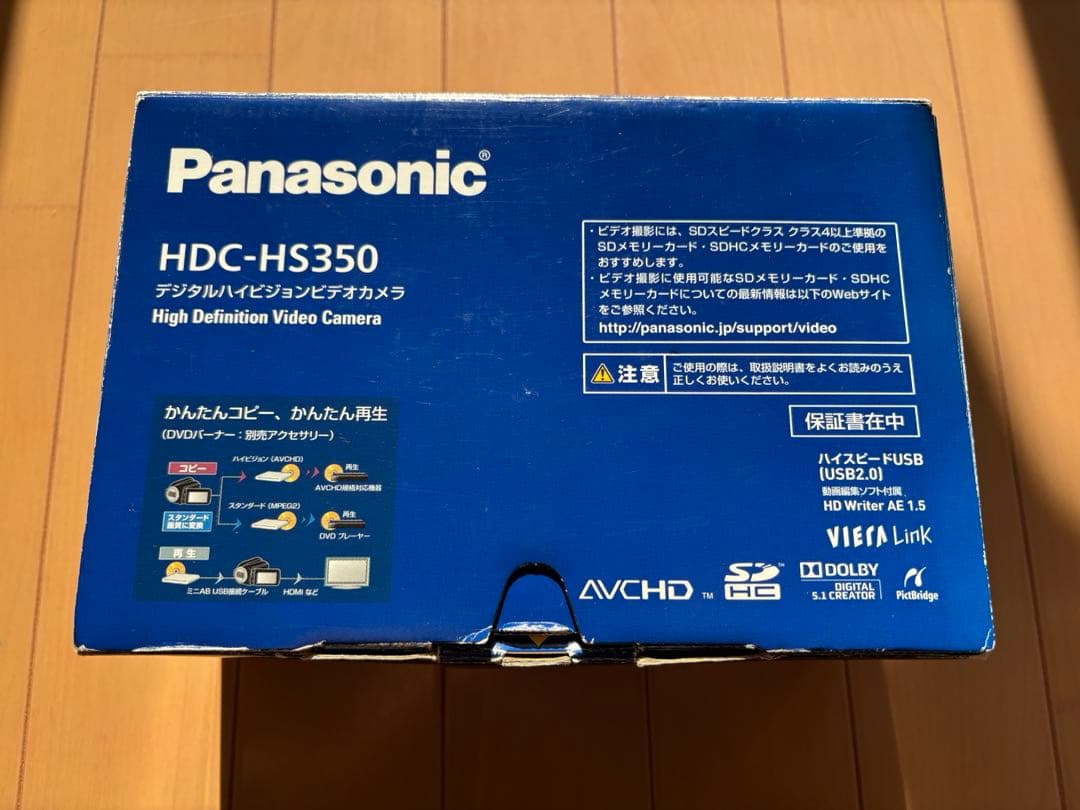 Panasonic®
HDC-HS350
デジタルハイビジョンビデオカメラ
High Definition Video Camera
・ビデオ撮影には、SDスピードクラス クラス4以上準拠の
SDメモリーカード・SDHCメモリーカードのご使用を
おすすめします。
・ビデオ撮影に使用可能なSDメモリーカード・SDHC
メモリーカードについての最新情報は以下のWebサイト
をご参照ください。
http://panasonic.jp/support/video
注意
ご使用の際は、取扱説明書をよくお読みのうえ
正しくお使いください。
保証書在中
かんたんコピー、かんたん再生
(DVDバーナー:別売アクセサリー)
ハイビジョン (AVCHD)
コピー
再生
AVCHD規格対応機器
スタンダード (MPEG2)
スタンダード
画質に変換
再生
DVD プレーヤー
再生
ミニAB USB接続ケーブル
HDMI など
ハイスピードUSB
(USB2.0)
動画編集ソフト付属
HD Writer AE 1.5
VIERA Link
AVCHD™
SD™
HC
DOLBY
DIGITAL
5.1 CREATOR
PictBridge